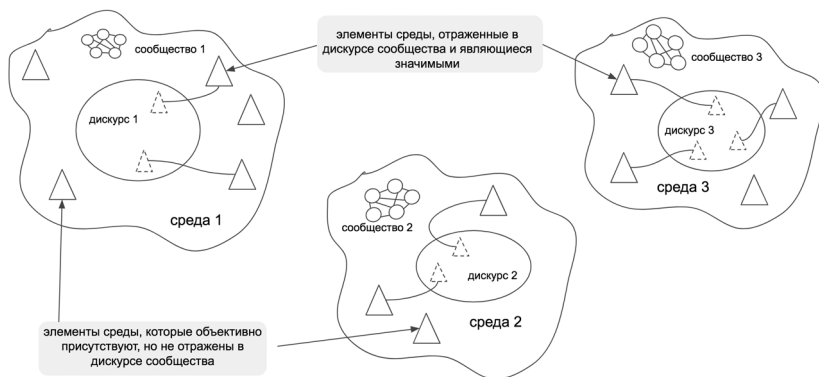 сообщество 1
элементы среды, отраженные в
дискурсе сообщества и являющиеся
значимыми
сообщество 3
дискурс 1
дискурс 3
среда 1
среда 3
сообщество 2
дискурс 2
среда 2
элементы среды, которые объективно
присутствуют, но не отражены в
дискурсе сообщества